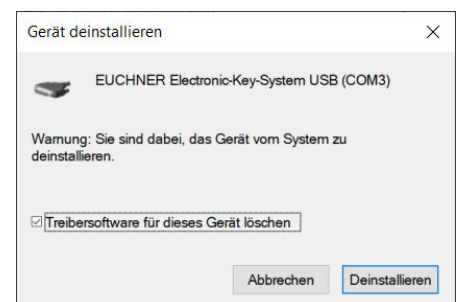 Gerät deinstallieren
EUCHNER Electronic-Key-System USB (COM3)
Warnung: Sie sind dabei, das Gerät vom System zu
deinstallieren.
Treibersoftware für dieses Gerät löschen
Abbrechen
Deinstallieren